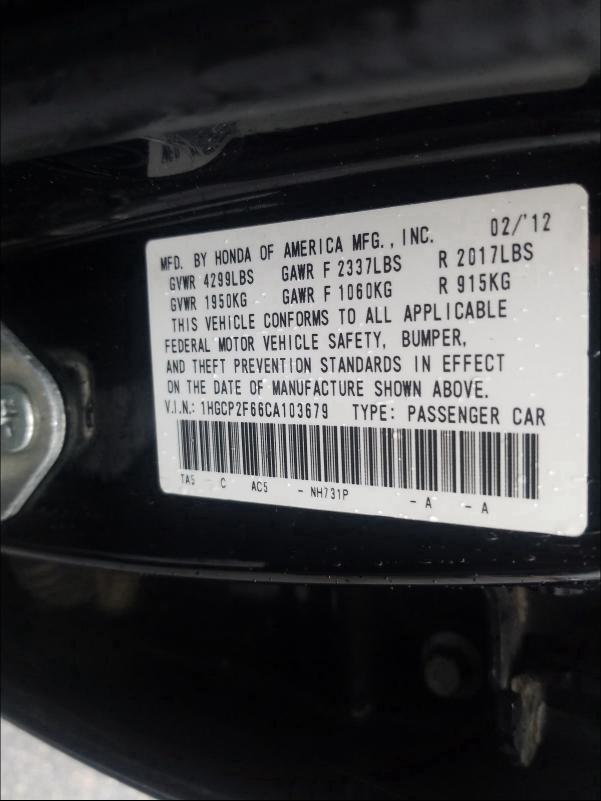 MFD. BY HONDA OF AMERICA MFG., INC. 02/'12
GVWR 4299LBS GAWR F 2337LBS R 2017LBS
GVWR 1950KG GAWR F 1060KG R 915KG
THIS VEHICLE CONFORMS TO ALL APPLICABLE
FEDERAL MOTOR VEHICLE SAFETY, BUMPER,
AND THEFT PREVENTION STANDARDS IN EFFECT
ON THE DATE OF MANUFACTURE SHOWN ABOVE.
V.I.N.: 1HGCP2F66CA103679 TYPE: PASSENGER CAR
TA5 C AC5 - NH731P - A - A